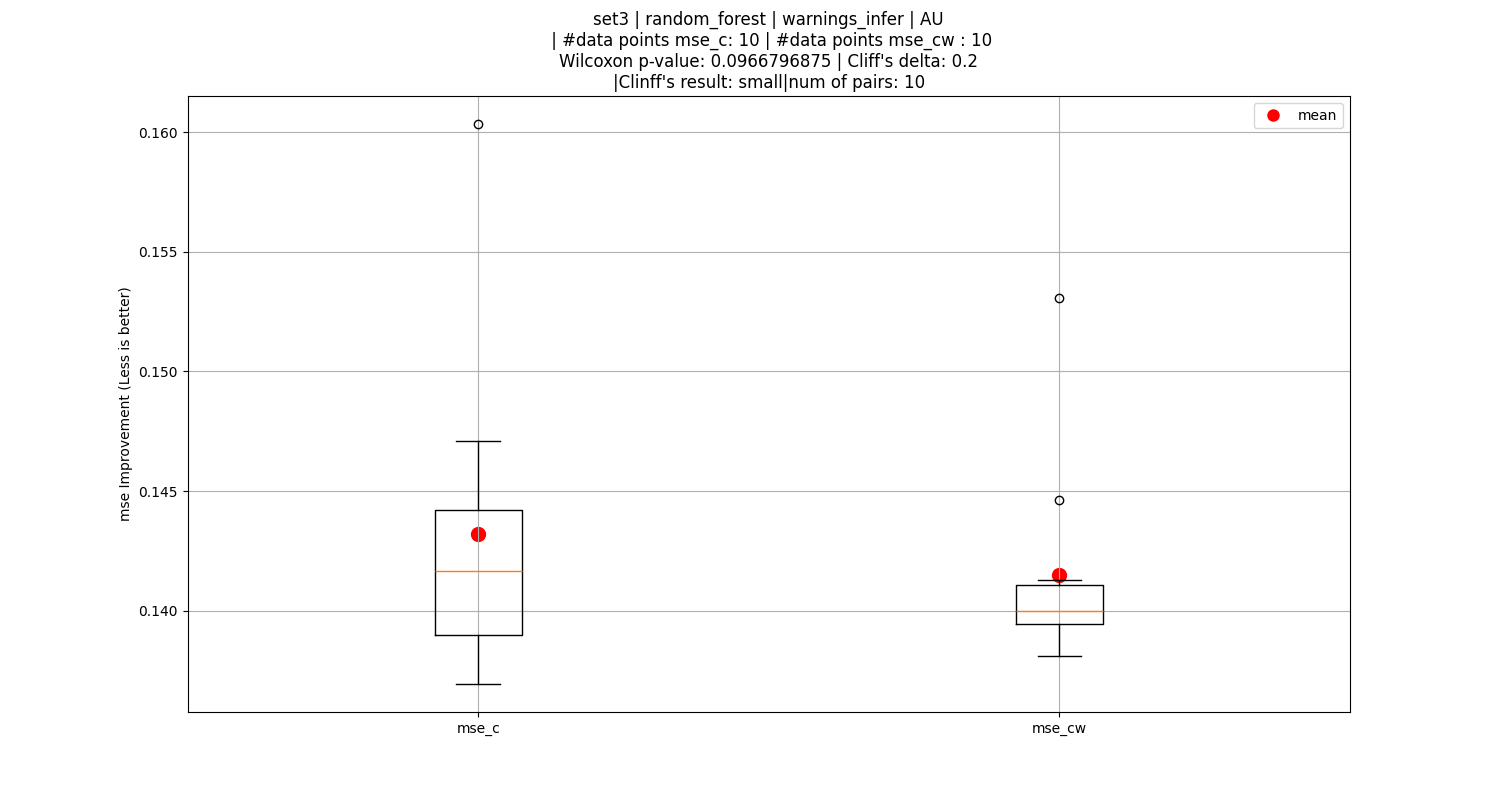 set3 | random_forest | warnings_infer | AU
| #data points mse_c: 10 | #data points mse_cw : 10
Wilcoxon p-value: 0.0966796875 | Cliff's delta: 0.2
|Clinff's result: small|num of pairs: 10
mean
0.160
0.155
0.150
0.145
0.140
mse Improvement (Less is better)
mse_c
mse_cw